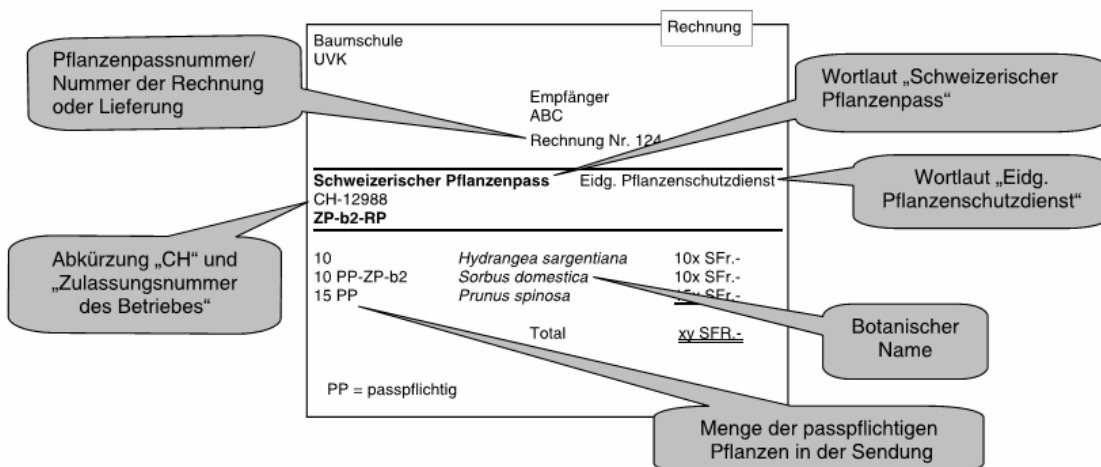 Rechnung
Baumschule
UVK
Empfänger
ABC
Rechnung Nr. 124
Schweizerischer Pflanzenpass Eidg. Pflanzenschutzdienst
CH-12988
ZP-b2-RP
10 Hydrangea sargentiana 10x SFr.-
10 PP-ZP-b2 Sorbus domestica 10x SFr.-
15 PP Prunus spinosa 15x SFr.-
Total xy SFR.-
PP = passpflichtig
Pflanzenpassnummer/
Nummer der Rechnung
oder Lieferung
Wortlaut „Schweizerischer
Pflanzenpass“
Wortlaut „Eidg.
Pflanzenschutzdienst“
Abkürzung „CH“ und
„Zulassungsnummer
des Betriebes“
Botanischer
Name
Menge der passpflichtigen
Pflanzen in der Sendung